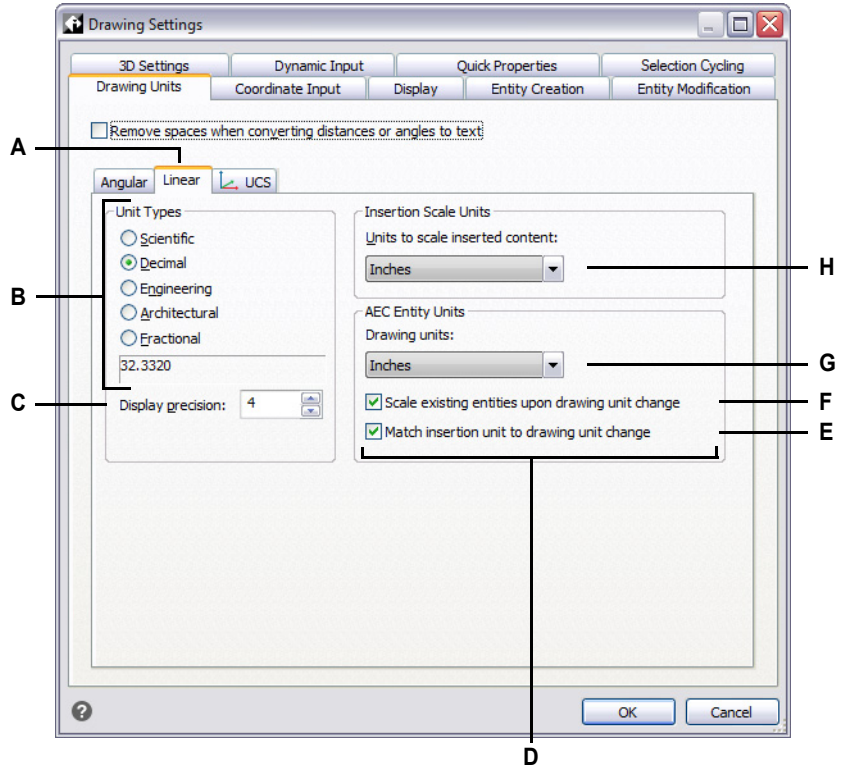 Drawing Settings
3D Settings
Dynamic Input
Quick Properties
Selection Cycling
Drawing Units
Coordinate Input
Display
Entity Creation
Entity Modification
Remove spaces when converting distances or angles to text
A
Angular
Linear
UCS
Unit Types
Scientific
Decimal
Engineering
Architectural
Fractional
32.3320
B
C
Display precision:
4
Insertion Scale Units
Units to scale inserted content:
Inches
H
AEC Entity Units
Drawing units:
Inches
G
Scale existing entities upon drawing unit change
F
Match insertion unit to drawing unit change
E
?
OK
Cancel
D